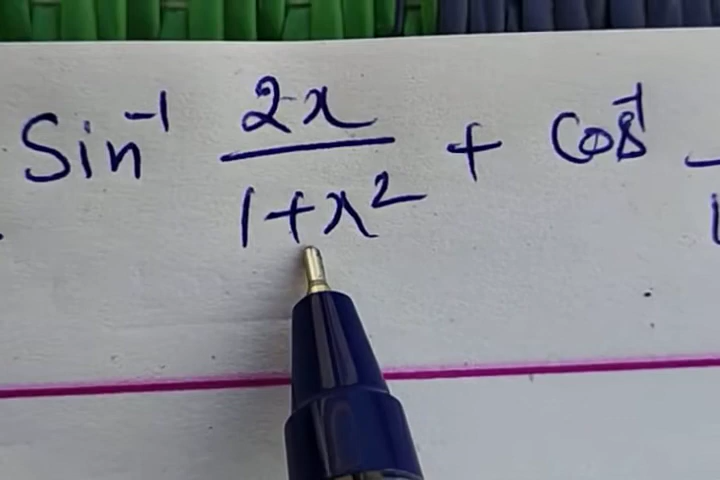 Sin⁻¹ 2x/1+x² + Cos⁻¹